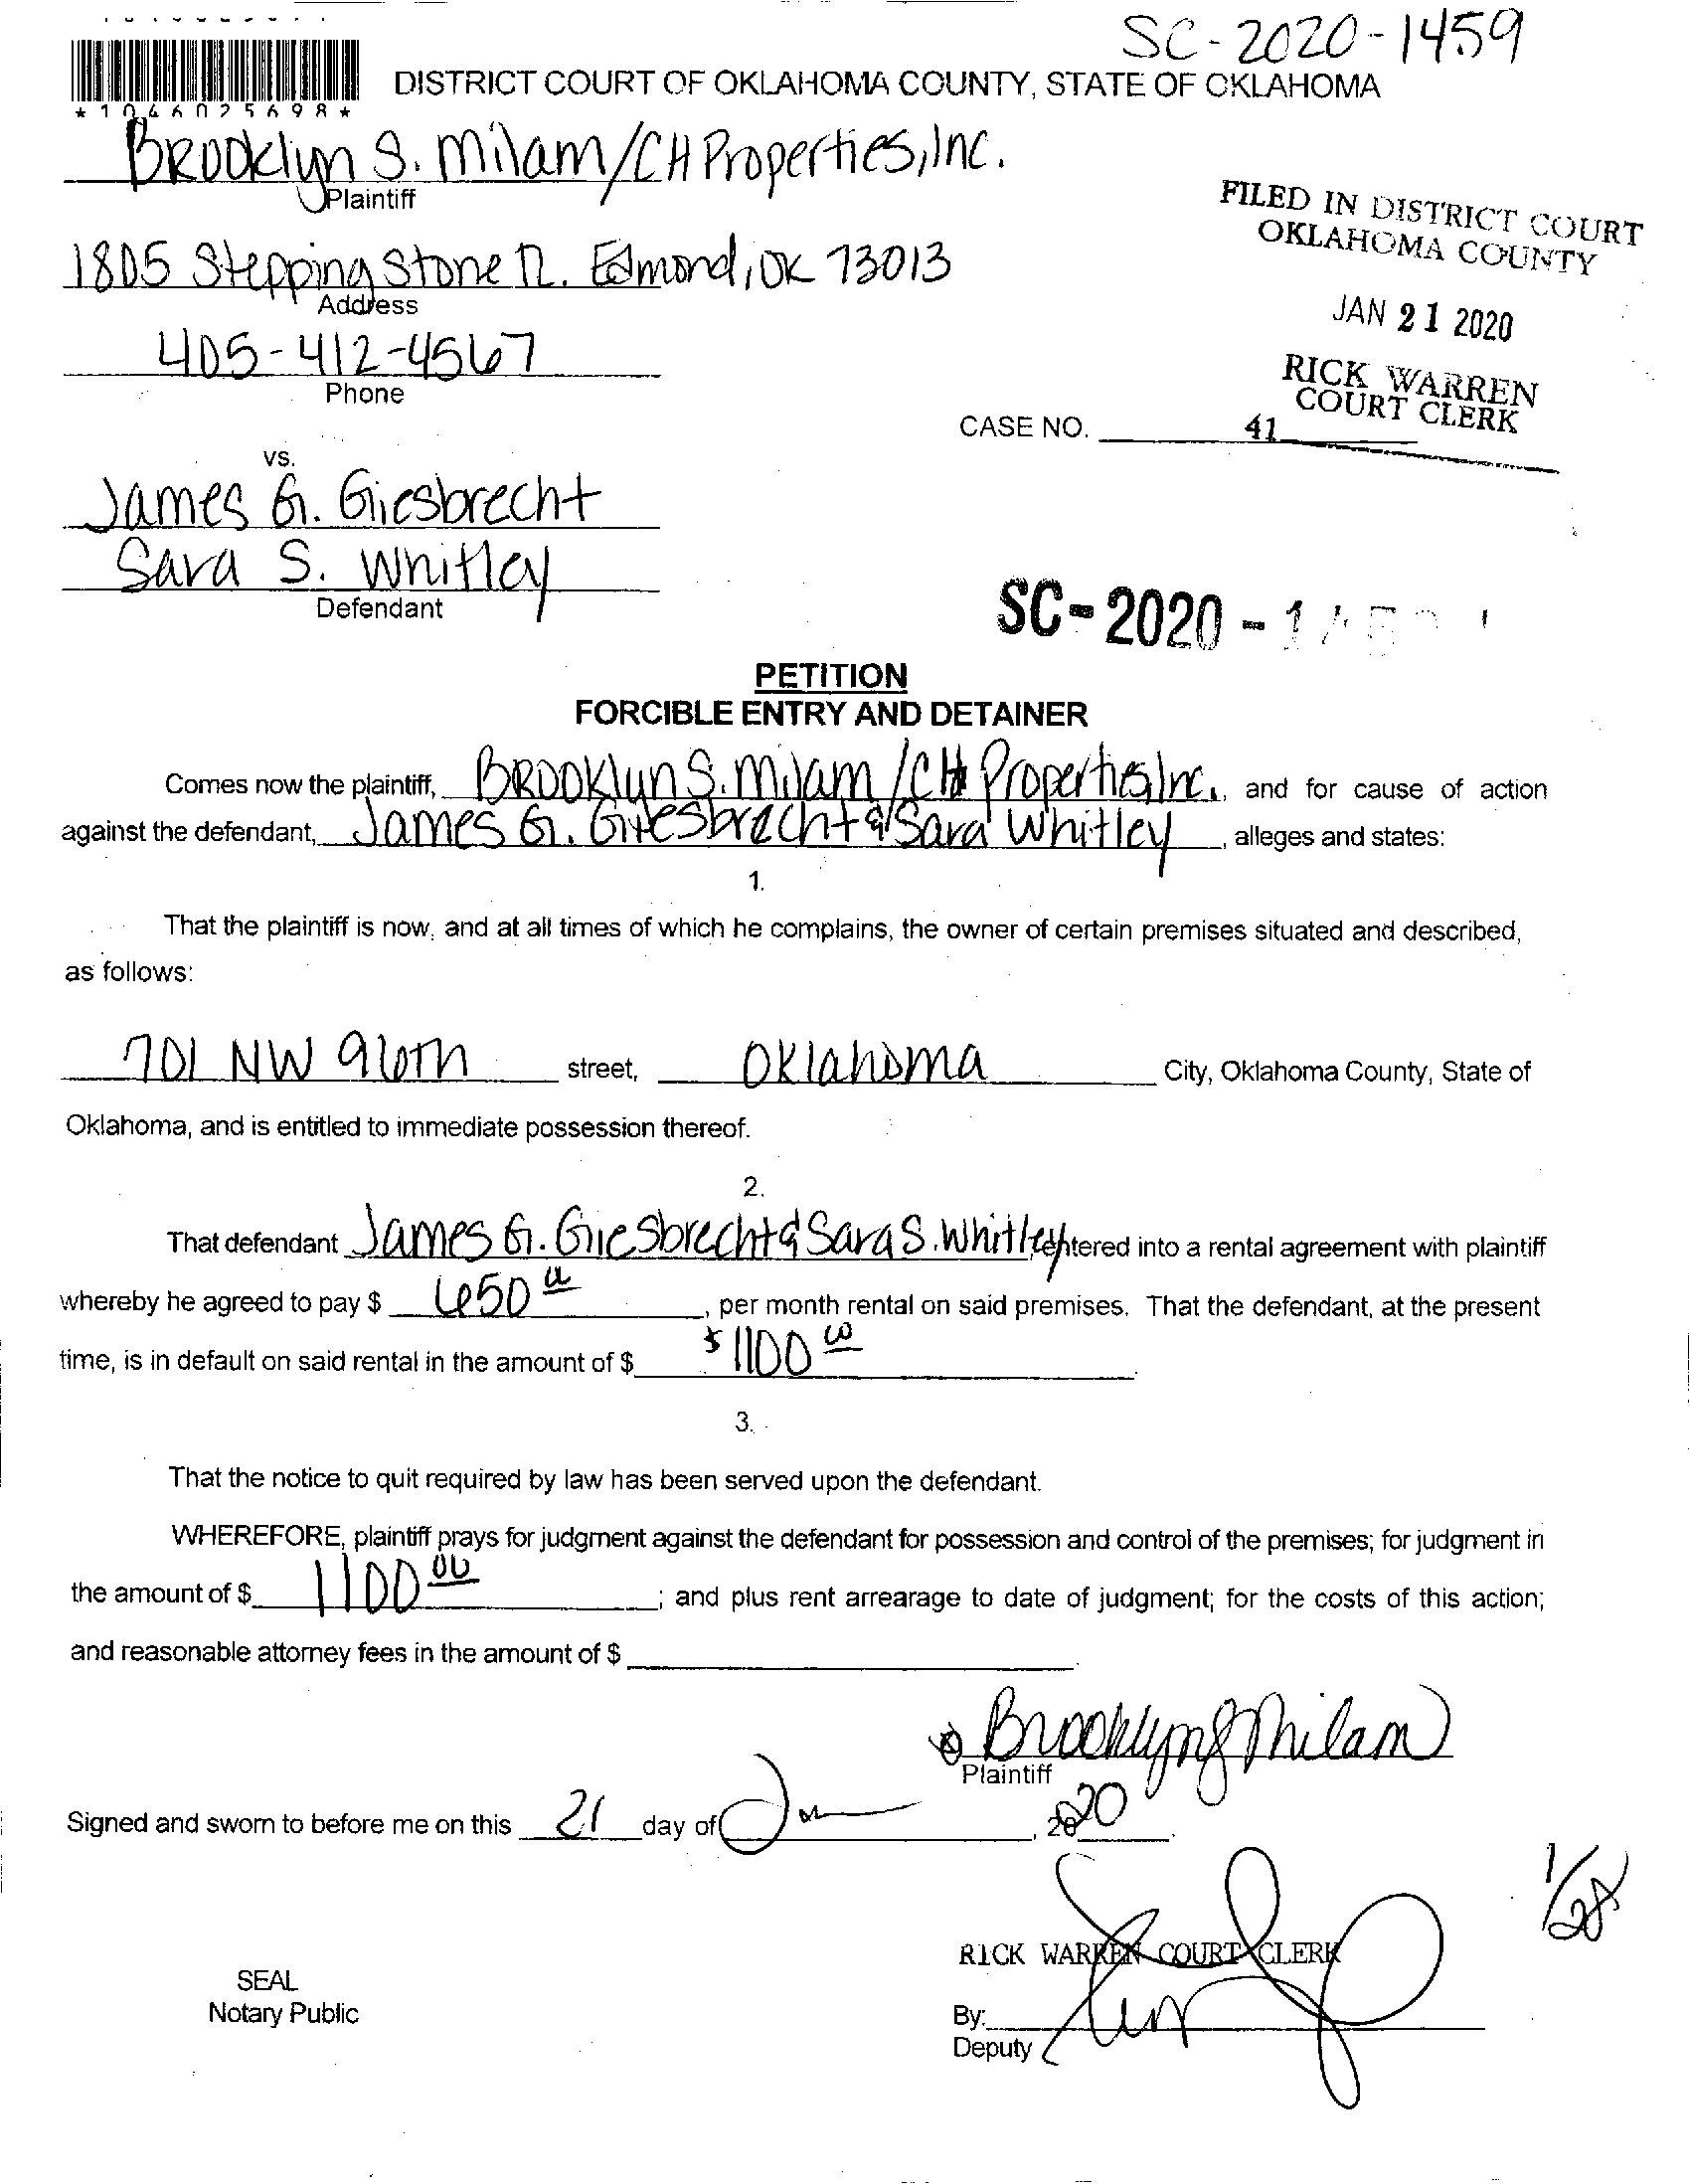 SC-2020-1459
DISTRICT COURT OF OKLAHOMA COUNTY, STATE OF OKLAHOMA
*1046025698*
Brooklyn S. Milam/CH Properties, Inc.
Plaintiff
1805 Stepping Stone Tr. Edmond, OK 73013
Address
405-412-4567
Phone
FILED IN DISTRICT COURT
OKLAHOMA COUNTY
JAN 21 2020
RICK WARREN
COURT CLERK
CASE NO. 41
vs.
James G. Giesbrecht
Sara S. Whitley
Defendant
SC-2020-
PETITION
FORCIBLE ENTRY AND DETAINER
Comes now the plaintiff, Brooklyn S. Milam/CH Properties, Inc., and for cause of action
against the defendant, James G. Giesbrecht & Sara Whitley, alleges and states:
1.
That the plaintiff is now, and at all times of which he complains, the owner of certain premises situated and described,
as follows:
701 NW 96th street, Oklahoma City, Oklahoma County, State of
Oklahoma, and is entitled to immediate possession thereof.
2.
That defendant James G. Giesbrecht & Sara S. Whitley entered into a rental agreement with plaintiff
whereby he agreed to pay $ 650, per month rental on said premises. That the defendant, at the present
time, is in default on said rental in the amount of $ $1100 00.
3.
That the notice to quit required by law has been served upon the defendant.
WHEREFORE, plaintiff prays for judgment against the defendant for possession and control of the premises; for judgment in
the amount of $ 1100 00; and plus rent arrearage to date of judgment; for the costs of this action;
and reasonable attorney fees in the amount of $ .
Brooklyn S Milam
Plaintiff
Signed and sworn to before me on this 21 day of Jan, 2020.
1/28
RICK WARREN COURT CLERK
SEAL
Notary Public
By:
Deputy